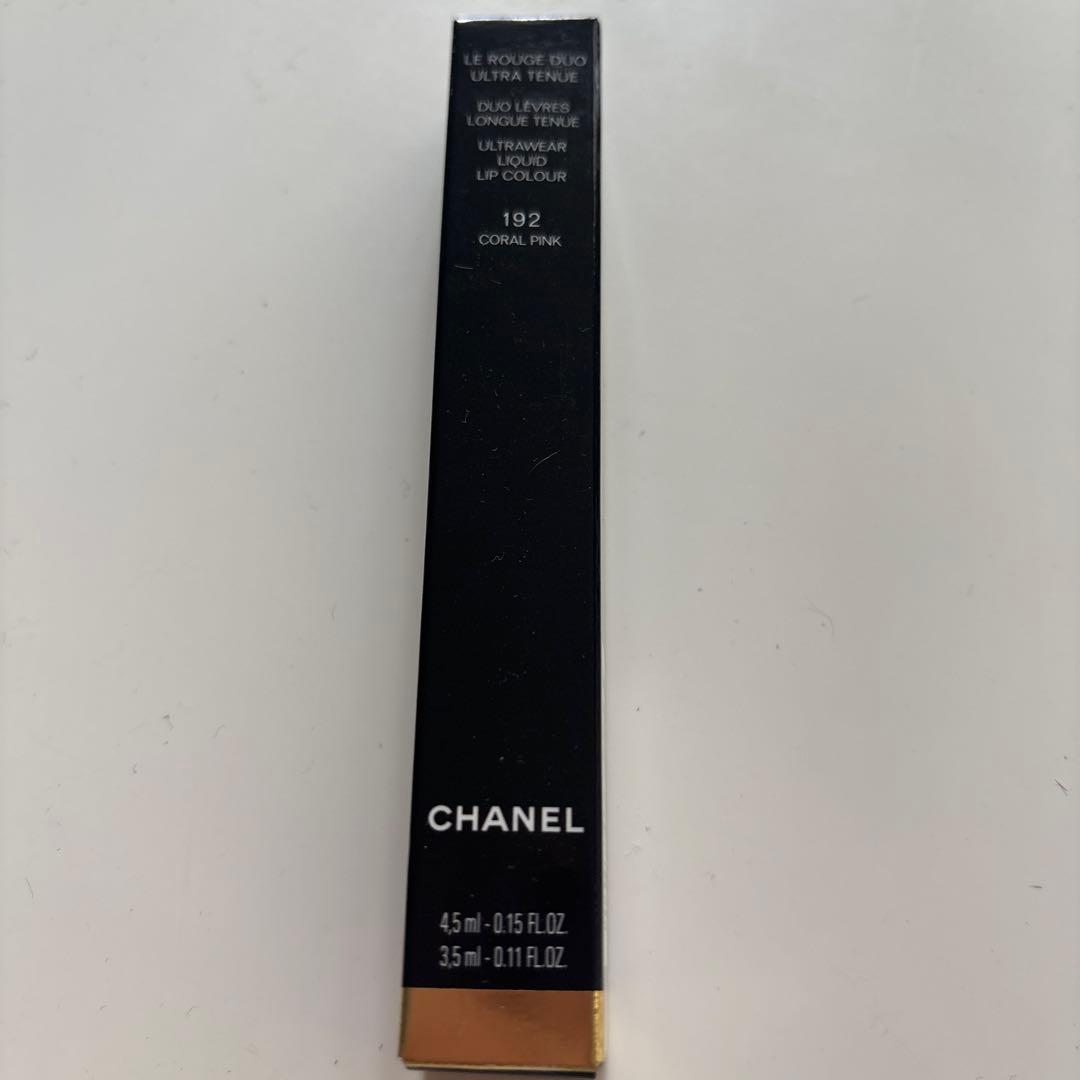 LE ROUGE DUO
ULTRA TENUE
DUO LÈVRES
LONGUE TENUE
ULTRAWEAR
LIQUID
LIP COLOUR
192
CORAL PINK
CHANEL
4,5 ml - 0.15 FL.OZ.
3,5 ml - 0.11 FL.OZ.